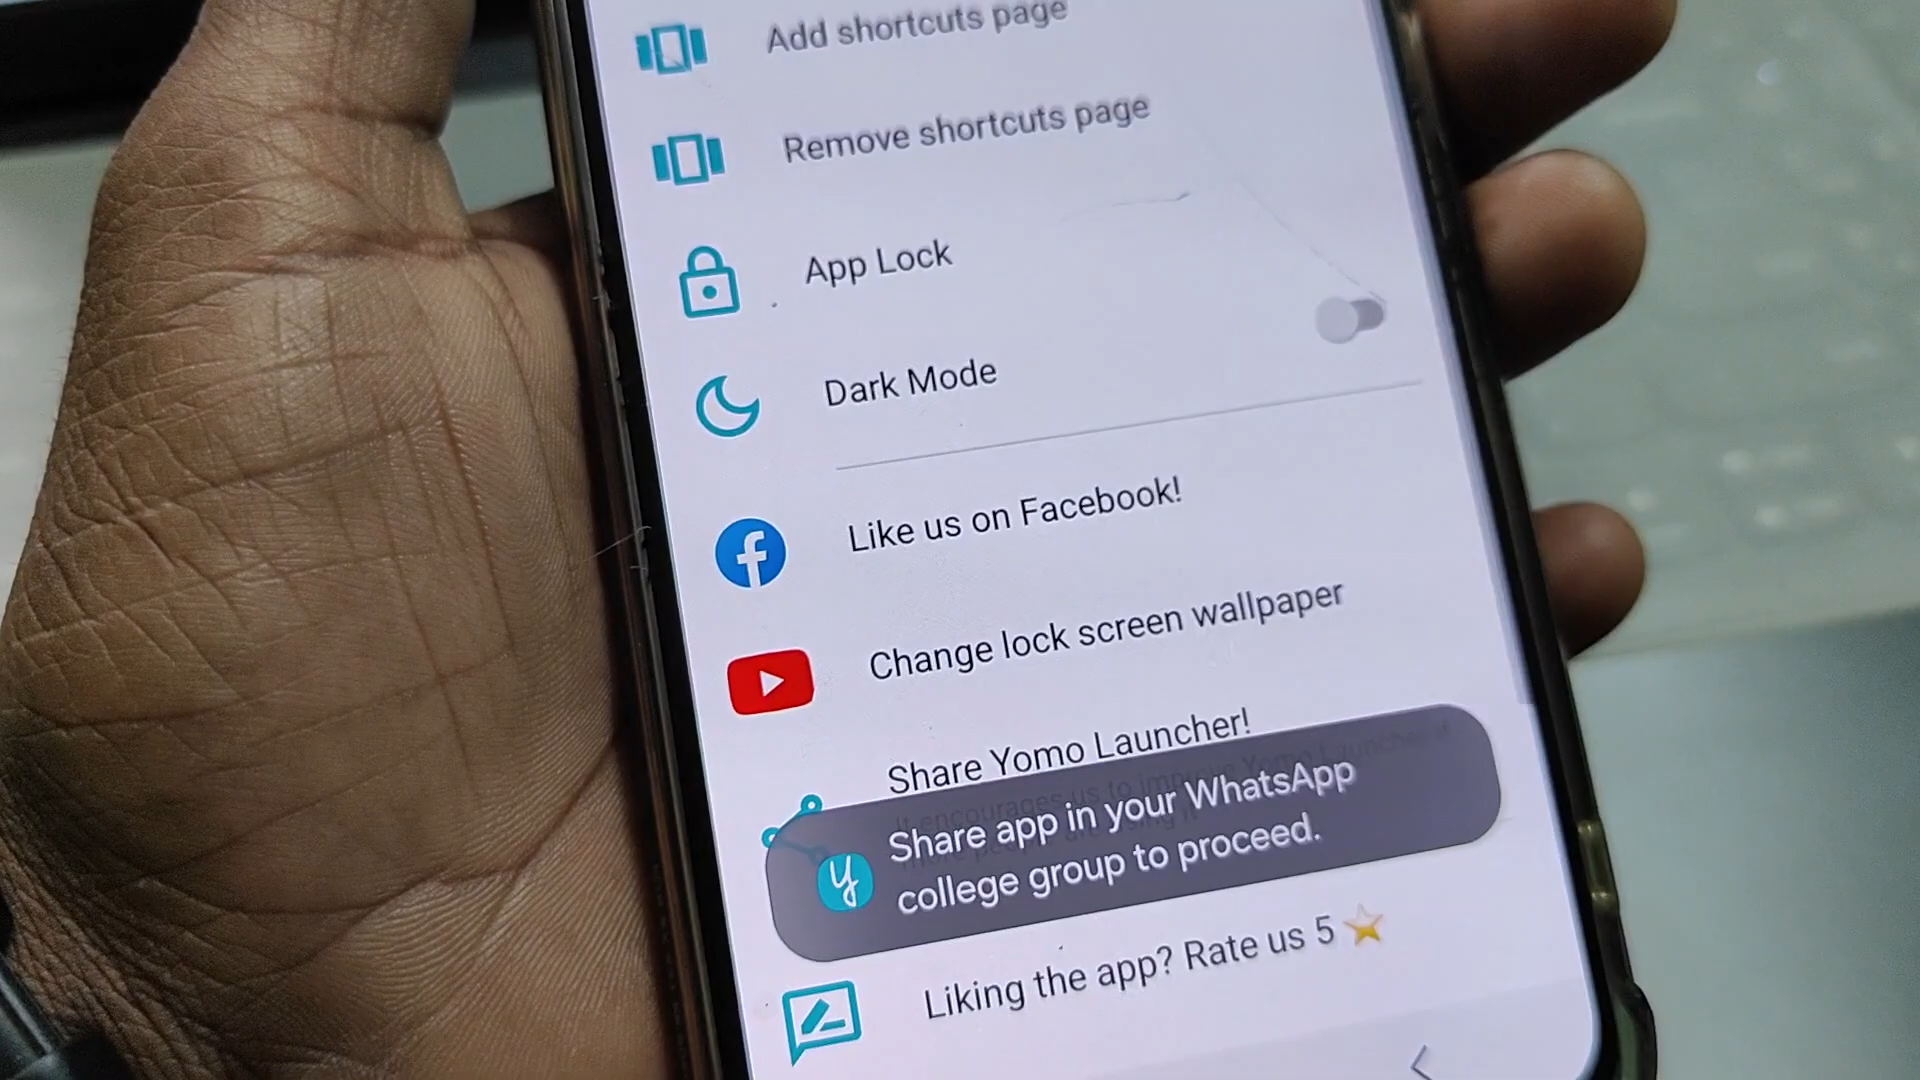 Add shortcuts page
Remove shortcuts page
App Lock
Dark Mode
Like us on Facebook!
Change lock screen wallpaper
Share Yomo Launcher!
Share app in your WhatsApp
college group to proceed.
Liking the app? Rate us 5 ⭐